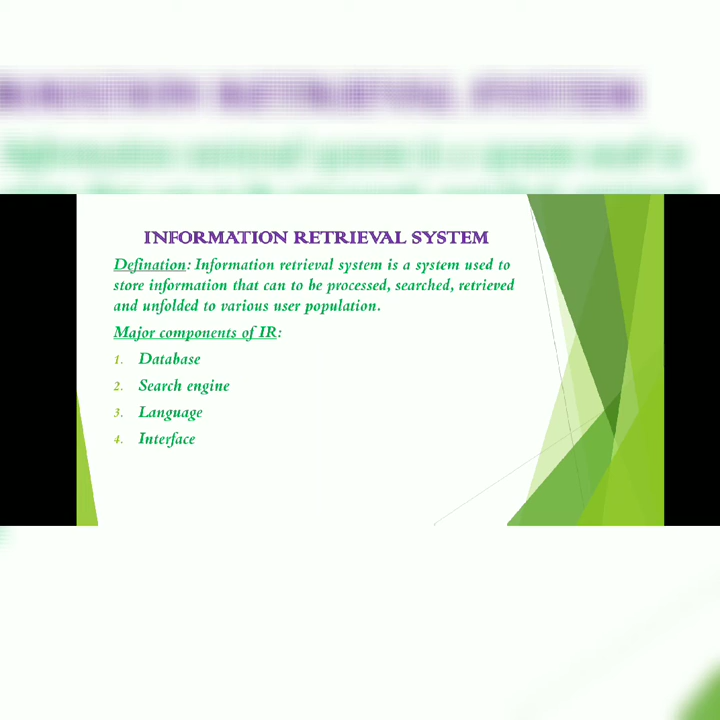 INFORMATION RETRIEVAL SYSTEM
Defination: Information retrieval system is a system used to
store information that can to be processed, searched, retrieved
and unfolded to various user population.
Major components of IR:
1. Database
2. Search engine
3. Language
4. Interface